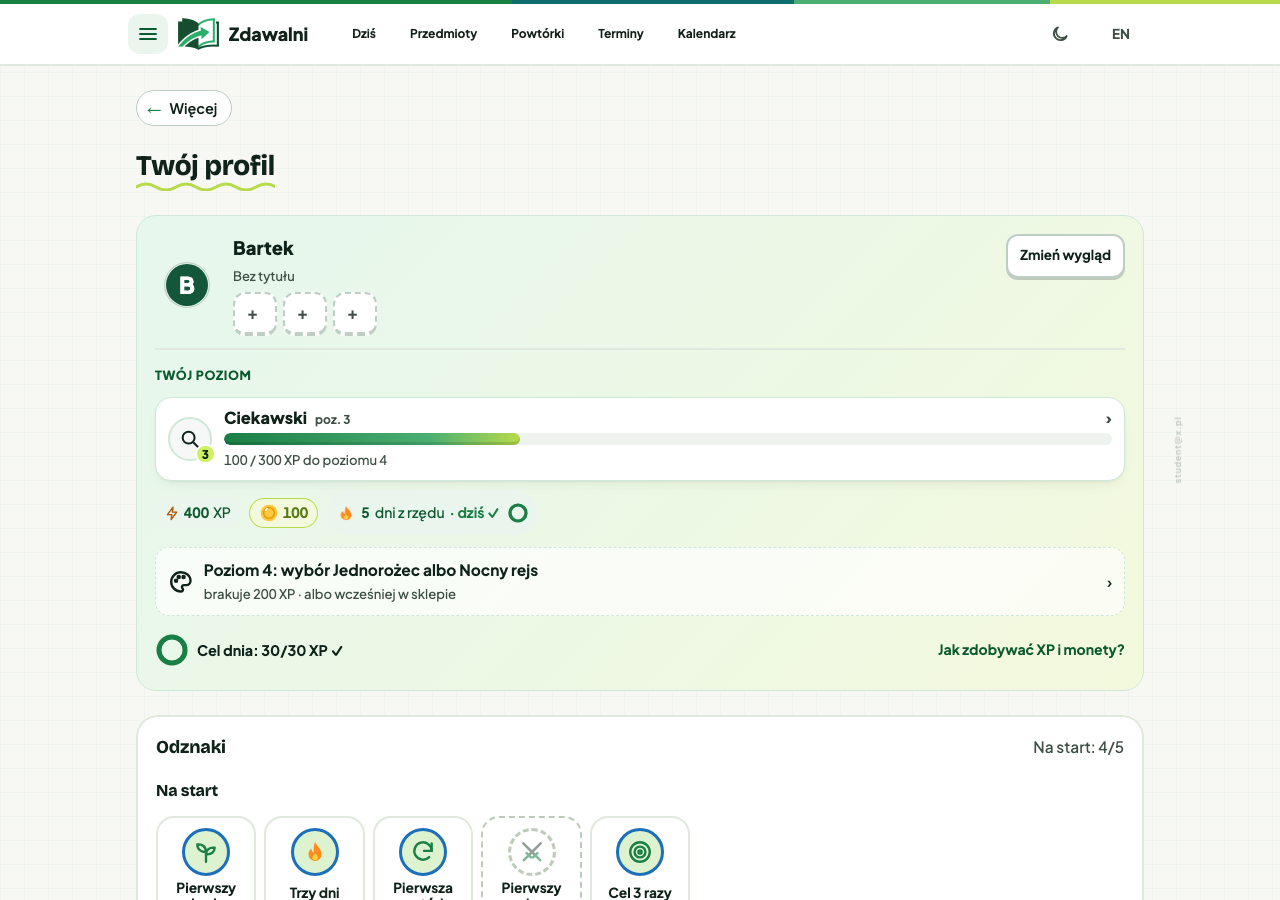 Zdawalni
Dziś
Przedmioty
Powtórki
Terminy
Kalendarz
EN
← Więcej
Twój profil
B
Bartek
Bez tytułu
+ + +
Zmień wygląd
TWÓJ POZIOM
Ciekawski poz. 3 ›
3
100 / 300 XP do poziomu 4
400 XP
100
5 dni z rzędu · dziś ✓
Poziom 4: wybór Jednorożec albo Nocny rejs ›
brakuje 200 XP · albo wcześniej w sklepie
Cel dnia: 30/30 XP ✓
Jak zdobywać XP i monety?
student@x.pl
Odznaki
Na start: 4/5
Na start
Pierwszy
Trzy dni
Pierwsza
Pierwszy
Cel 3 razy